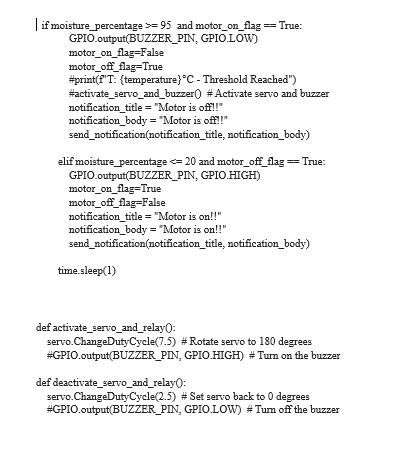 if moisture_percentage >= 95 and motor_on_flag == True:
GPIO.output(BUZZER_PIN, GPIO.LOW)
motor_on_flag=False
motor_off_flag=True
#print(f"T: {temperature}°C - Threshold Reached")
#activate_servo_and_buzzer() # Activate servo and buzzer
notification_title = "Motor is off!!"
notification_body = "Motor is off!!"
send_notification(notification_title, notification_body)
elif moisture_percentage <= 20 and motor_off_flag == True:
GPIO.output(BUZZER_PIN, GPIO.HIGH)
motor_on_flag=True
motor_off_flag=False
notification_title = "Motor is on!!"
notification_body = "Motor is on!!"
send_notification(notification_title, notification_body)
time.sleep(1)
def activate_servo_and_relay():
servo.ChangeDutyCycle(7.5) # Rotate servo to 180 degrees
#GPIO.output(BUZZER_PIN, GPIO.HIGH) # Turn on the buzzer
def deactivate_servo_and_relay():
servo.ChangeDutyCycle(2.5) # Set servo back to 0 degrees
#GPIO.output(BUZZER_PIN, GPIO.LOW) # Turn off the buzzer